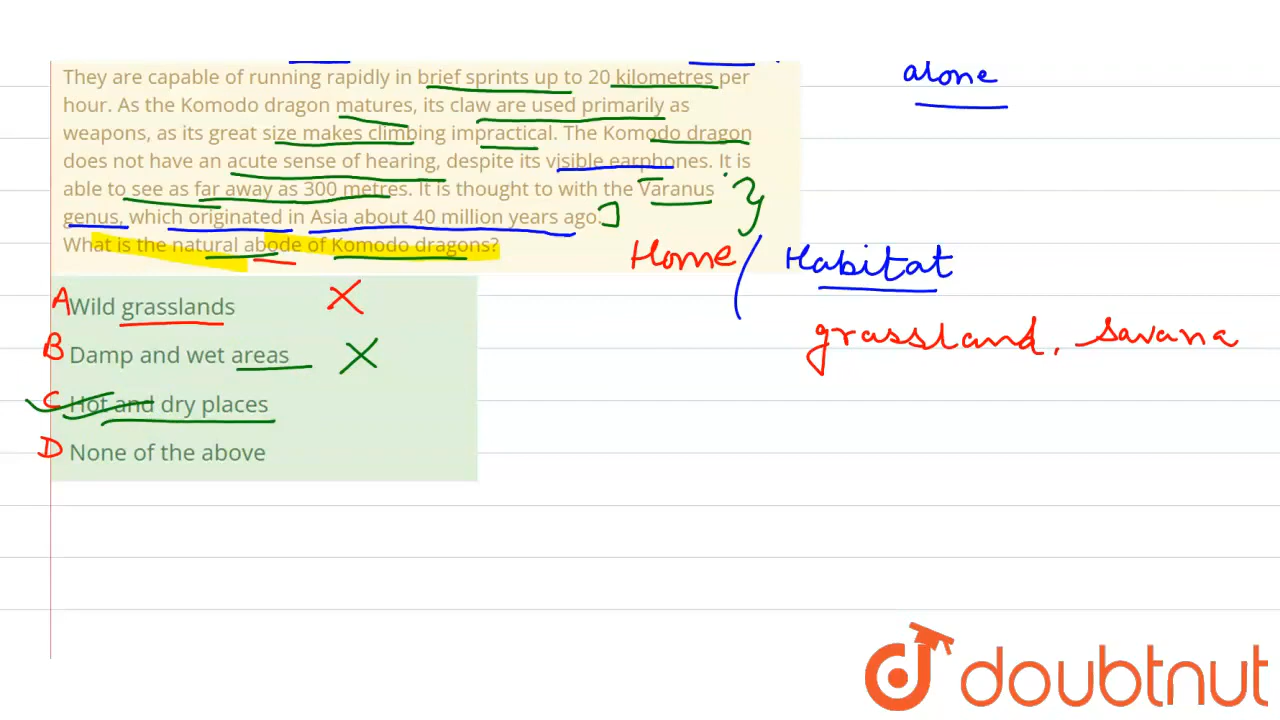 They are capable of running rapidly in brief sprints up to 20 kilometres per
alone
hour. As the Komodo dragon matures, its claw are used primarily as
weapons, as its great size makes climbing impractical. The Komodo dragon
does not have an acute sense of hearing, despite its visible earphones. It is
able to see as far away as 300 metres. It is thought to with the Varanus
genus, which originated in Asia about 40 million years ago.
What is the natural abode of Komodo dragons?
Home / Habitat
grassland, Savana
A Wild grasslands
B Damp and wet areas
C Hot and dry places
D None of the above
doubtnut